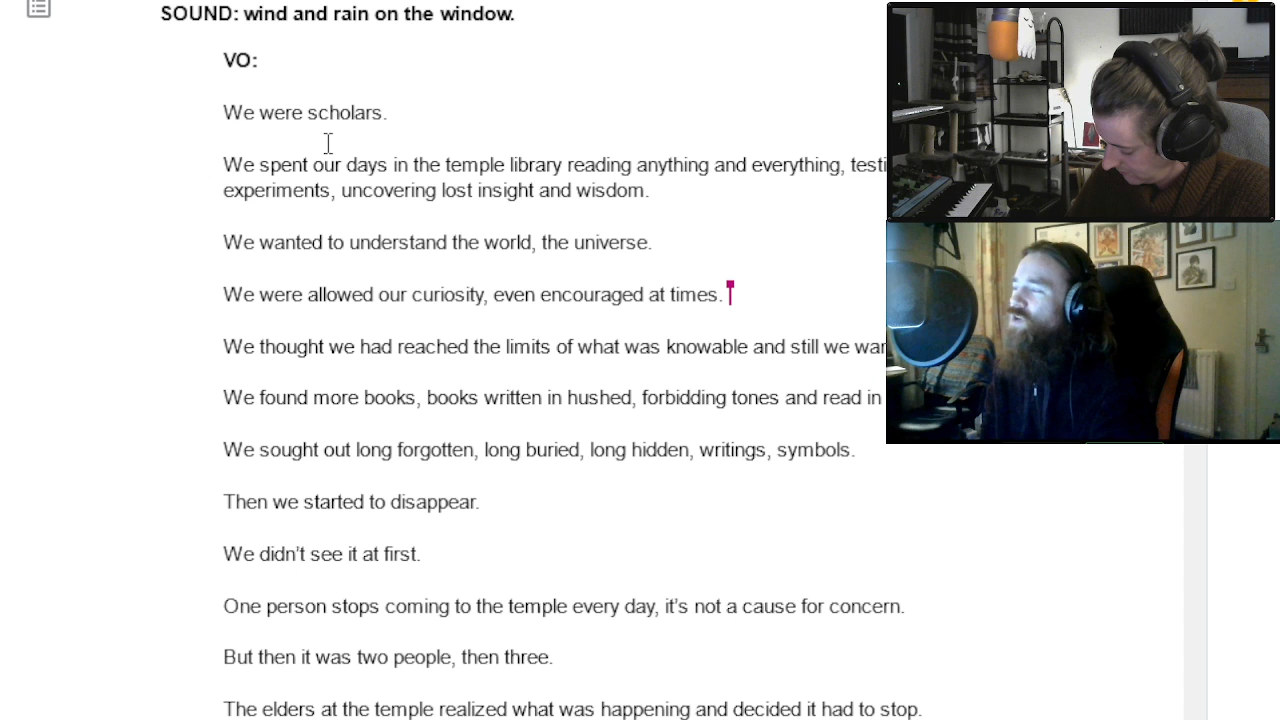 SOUND: wind and rain on the window.
VO:
We were scholars.
We spent our days in the temple library reading anything and everything,
experiments, uncovering lost insight and wisdom.
We wanted to understand the world, the universe.
We were allowed our curiosity, even encouraged at times.
We thought we had reached the limits of what was knowable and still we
We found more books, books written in hushed, forbidding tones and read in
We sought out long forgotten, long buried, long hidden, writings, symbols.
Then we started to disappear.
We didn’t see it at first.
One person stops coming to the temple every day, it’s not a cause for concern.
But then it was two people, then three.
The elders at the temple realized what was happening and decided it had to stop.